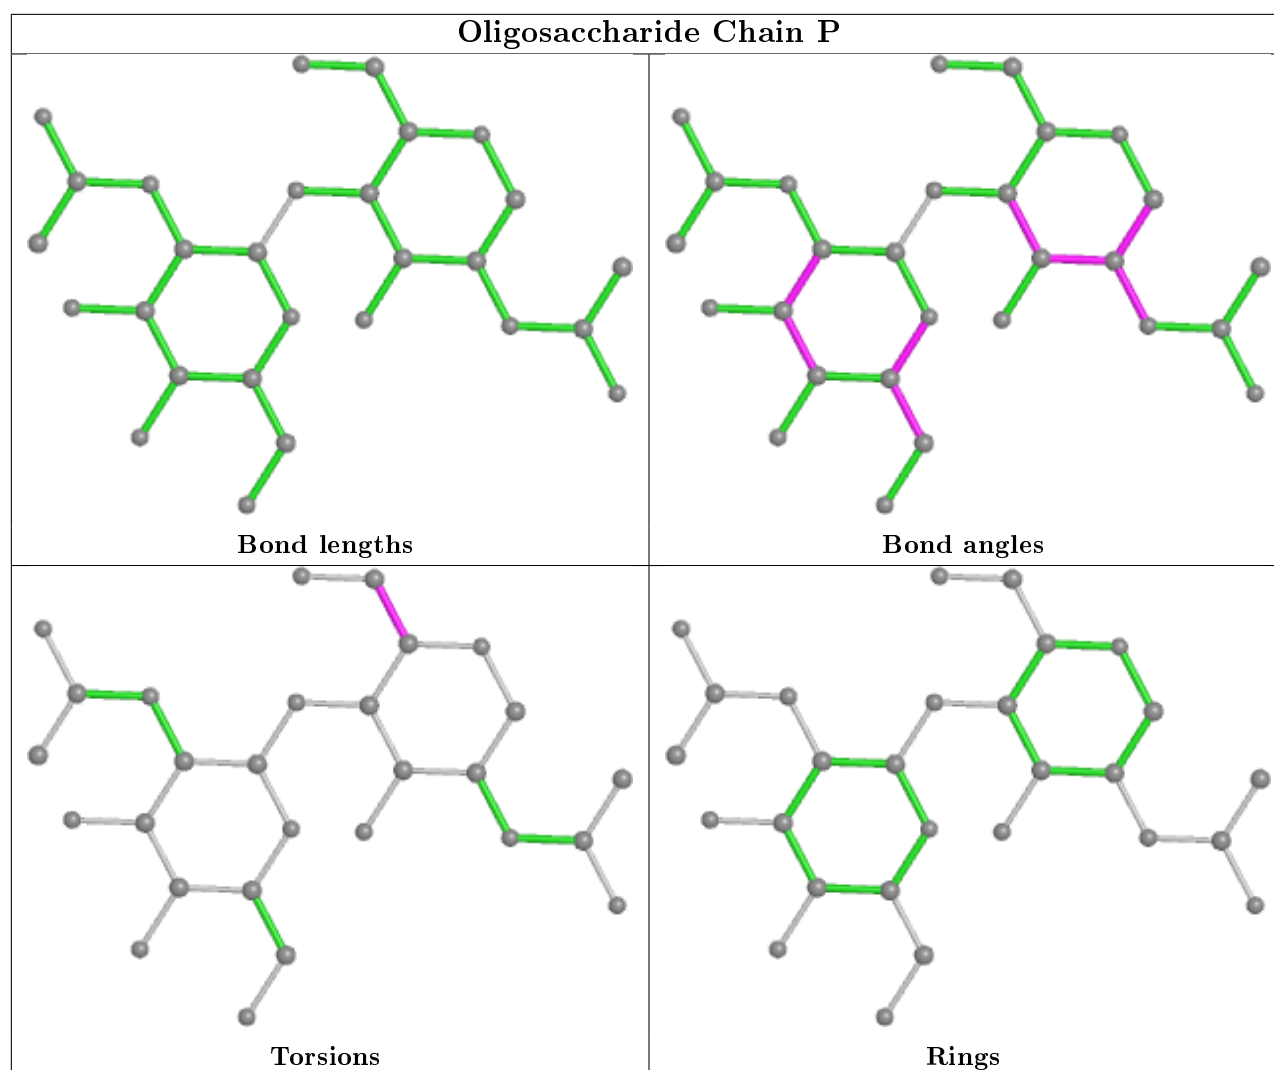 Oligosaccharide Chain P
Bond lengths
Bond angles
Torsions
Rings